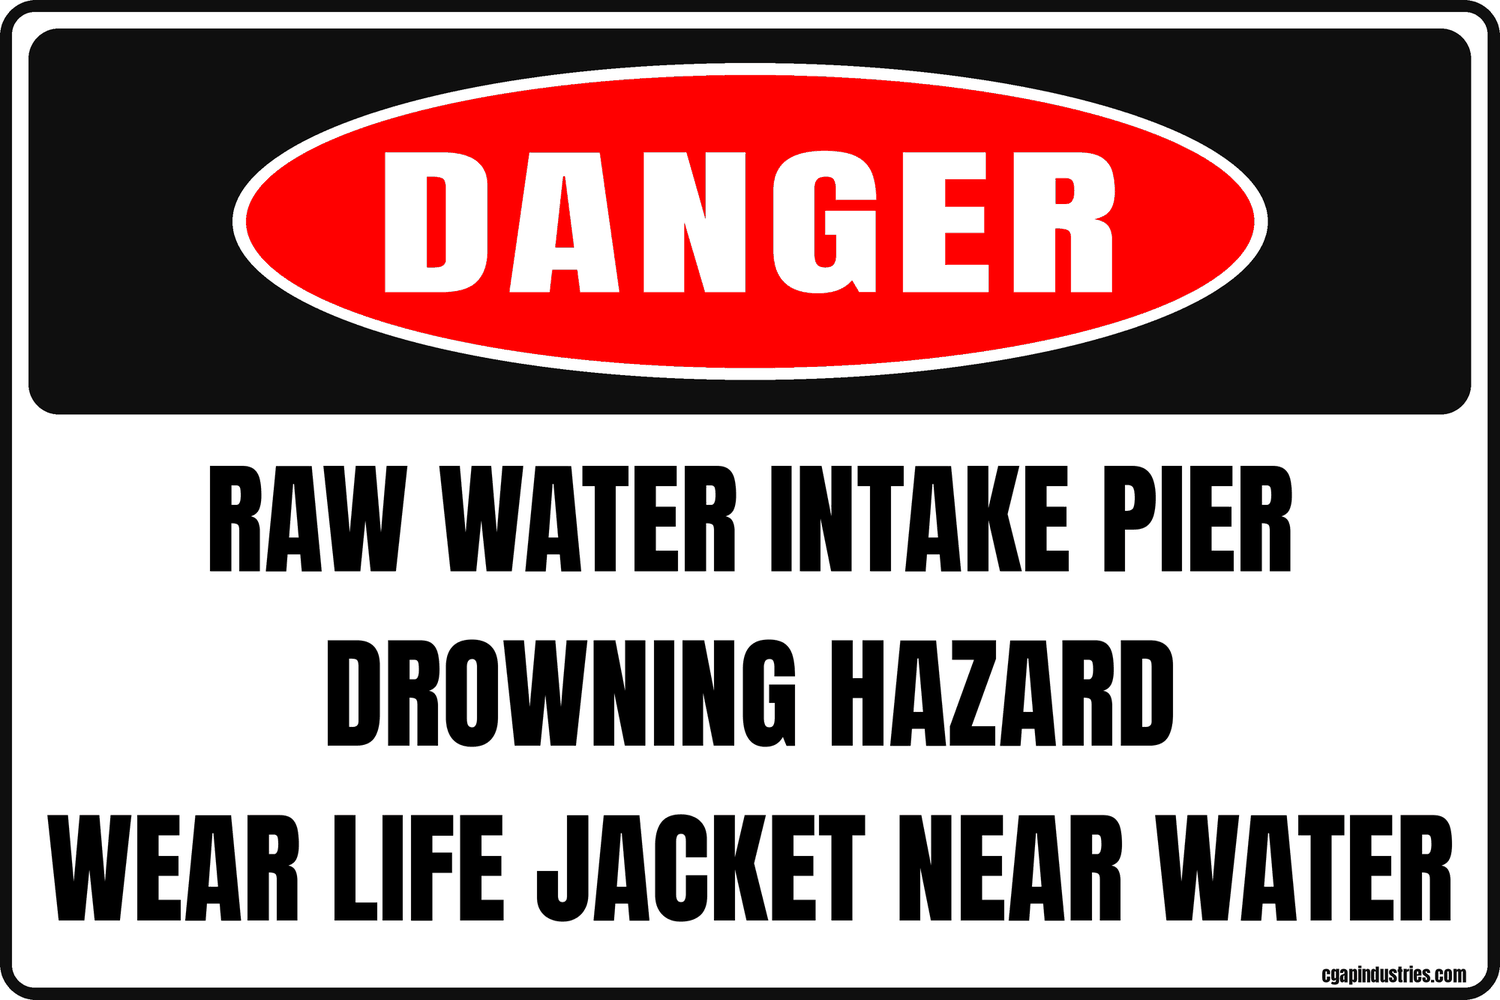 DANGER
RAW WATER INTAKE PIER
DROWNING HAZARD
WEAR LIFE JACKET NEAR WATER
cgapindustries.com